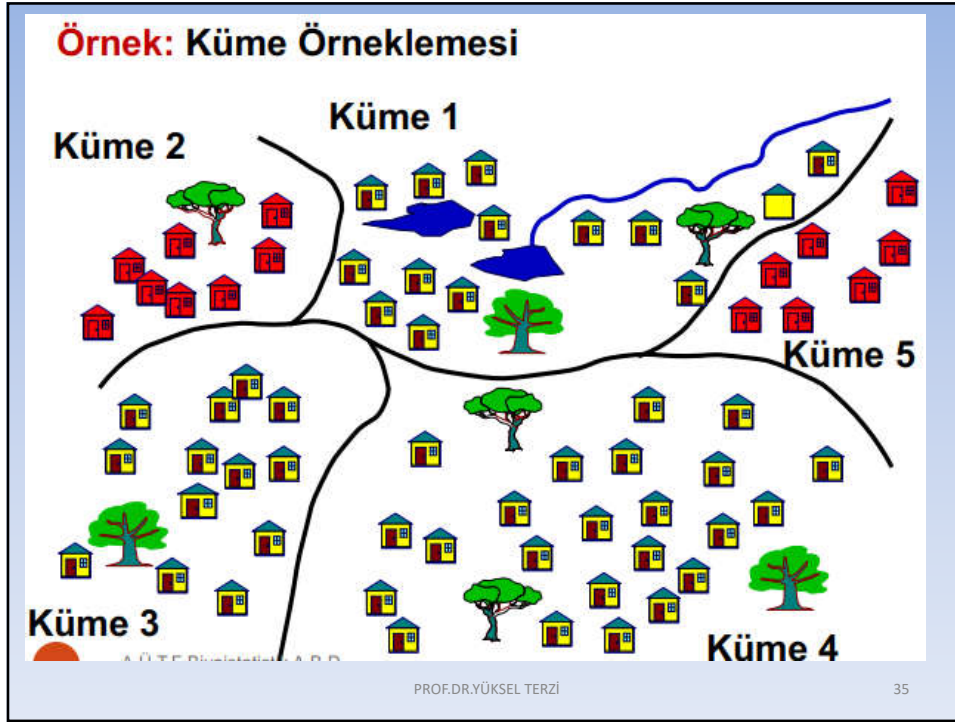 Örnek: Küme Örneklemesi
Küme 1
Küme 2
Küme 5
Küme 3
Küme 4
PROF.DR.YÜKSEL TERZİ
35